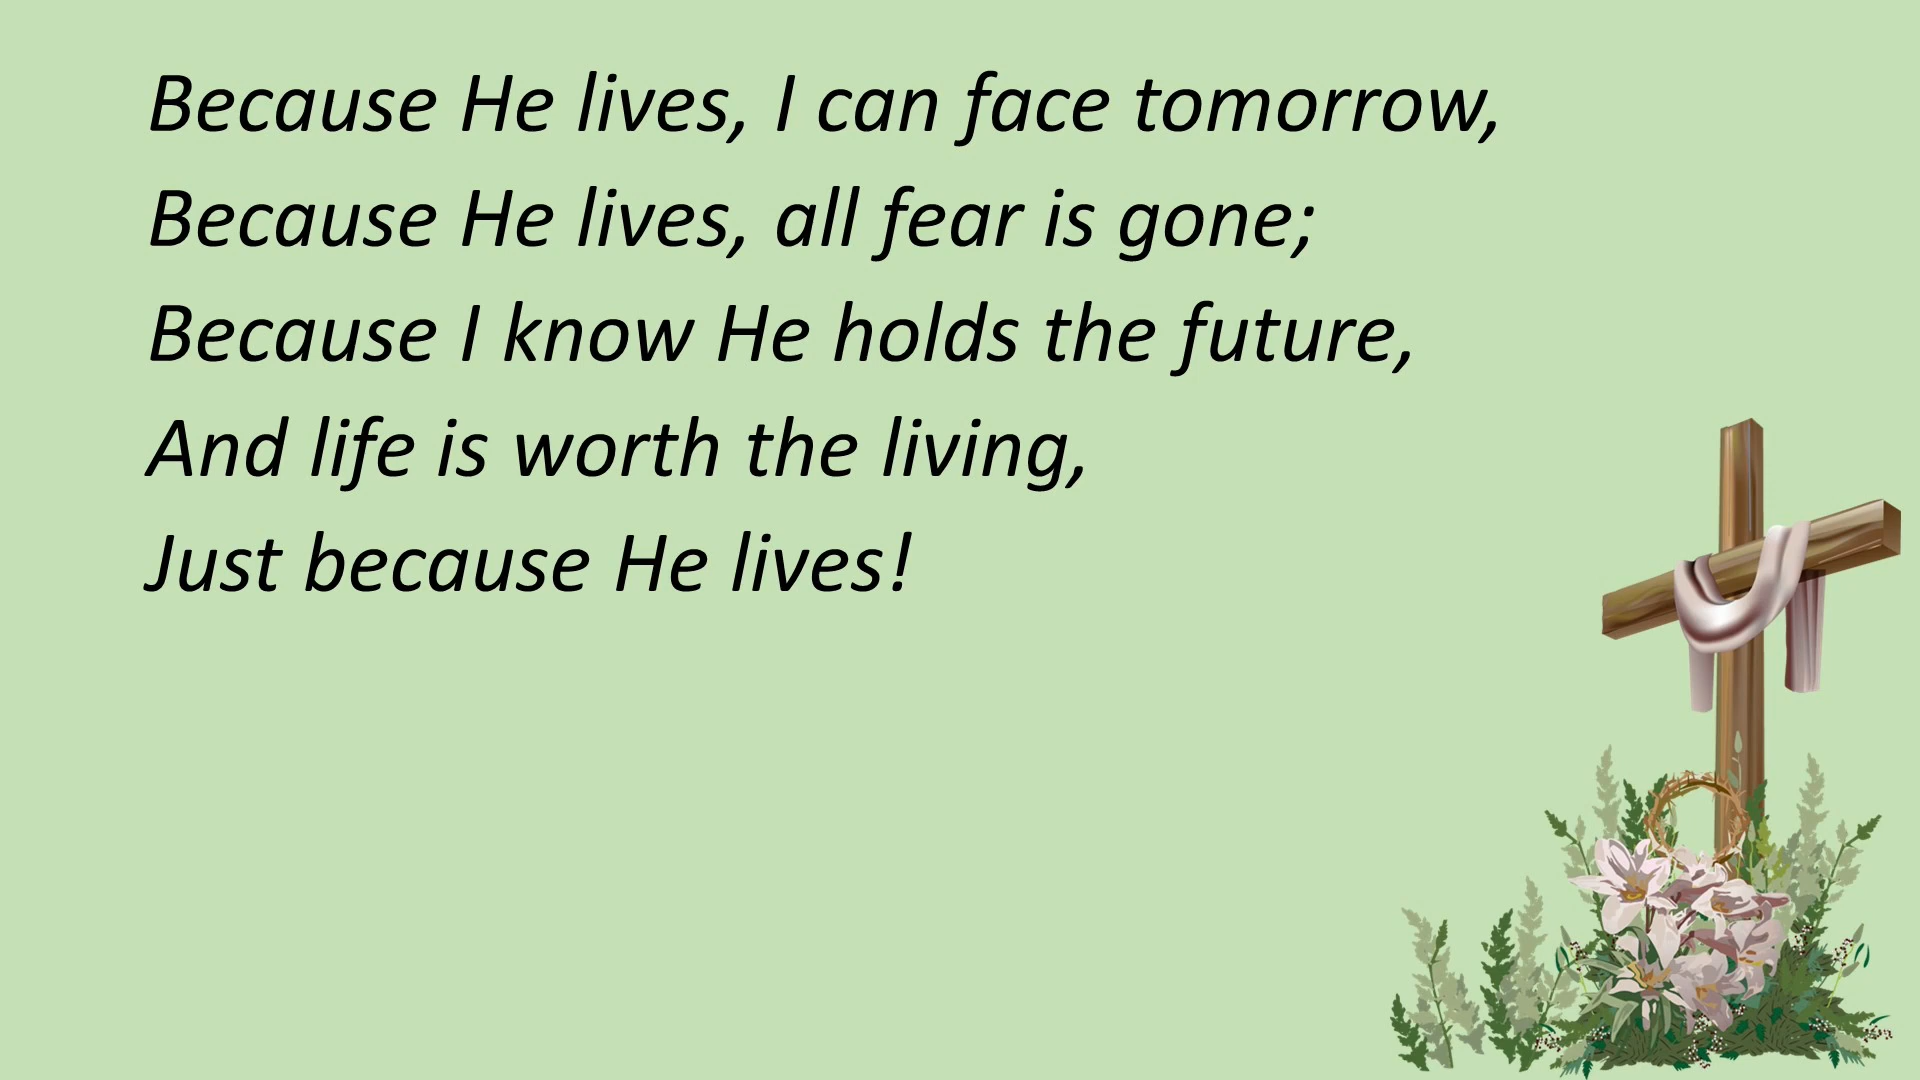 Because He lives, I can face tomorrow,
Because He lives, all fear is gone;
Because I know He holds the future,
And life is worth the living,
Just because He lives!